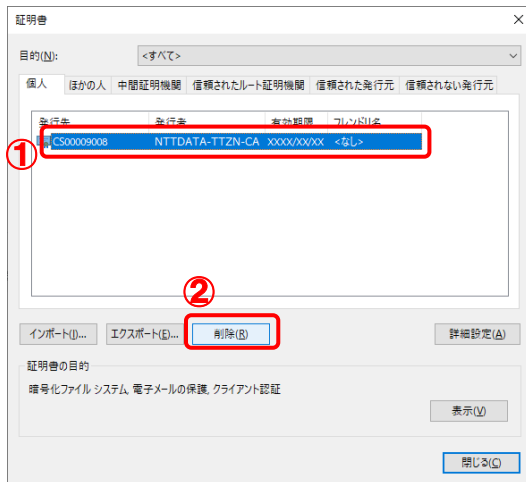 証明書
目的(N): <すべて>
個人 ほかの人 中間証明機関 信頼されたルート証明機関 信頼された発行元 信頼されない発行元
発行先 発行者 有効期限 フレンドリ名
① CS00009008 NTTDATA-TTZN-CA XXXX/XX/XX <なし>
②
インポート(I)... エクスポート(E)... 削除(R) 詳細設定(A)
証明書の目的
暗号化ファイル システム, 電子メールの保護, クライアント認証
表示(V)
閉じる(C)